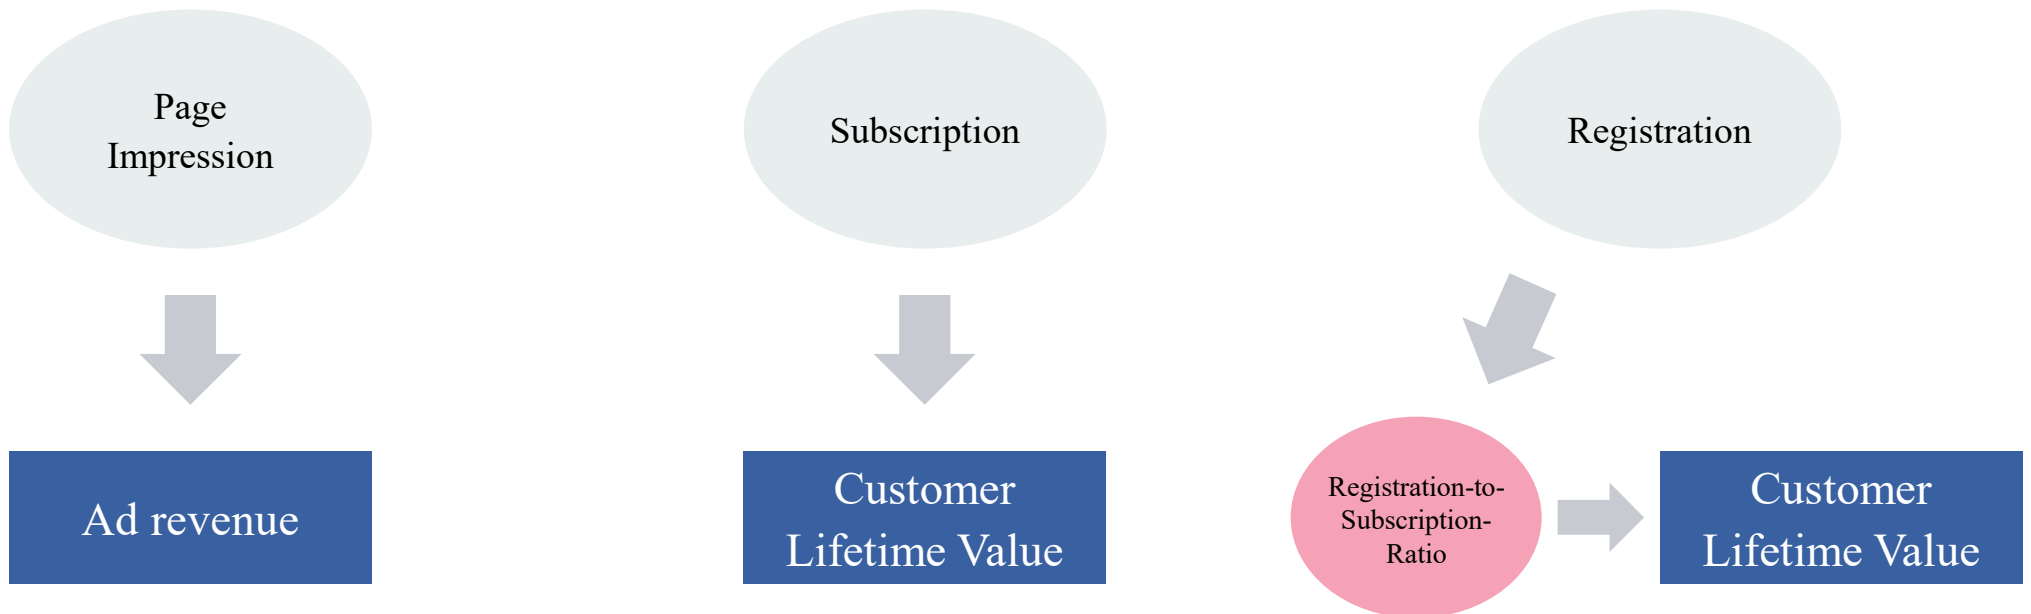 Page
Impression
Subscription
Registration
Ad revenue
Customer
Lifetime Value
Registration-to-
Subscription-
Ratio
Customer
Lifetime Value